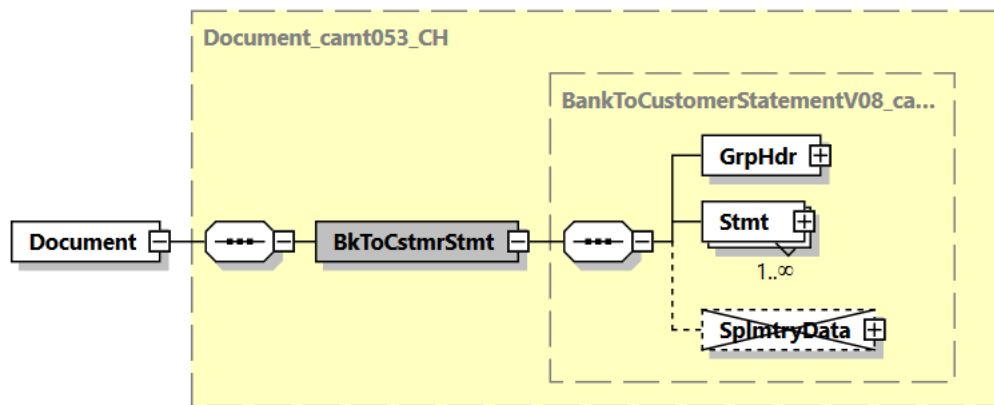 Document_camt053_CH
BankToCustomerStatementV08_ca...
GrpHdr
Document
BkToCstmrStmt
Stmt
1..∞
SplmtryData